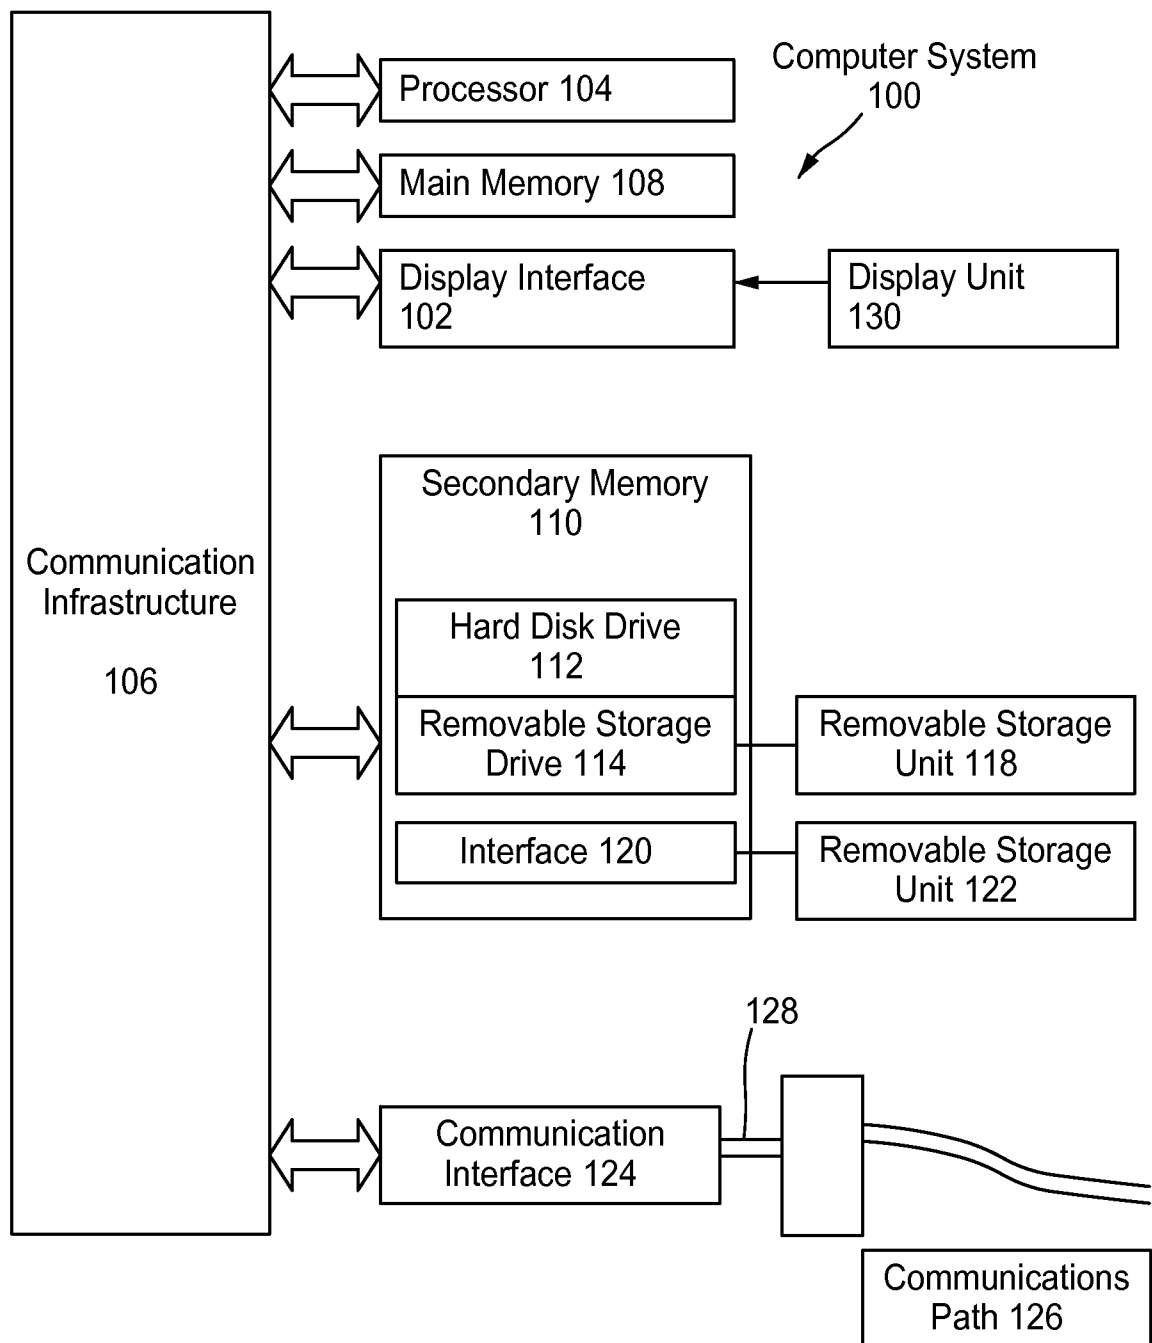 Computer System
100
Processor 104
Main Memory 108
Display Interface
102
Display Unit
130
Secondary Memory
110
Communication
Infrastructure
106
Hard Disk Drive
112
Removable Storage
Drive 114
Removable Storage
Unit 118
Interface 120
Removable Storage
Unit 122
128
Communication
Interface 124
Communications
Path 126